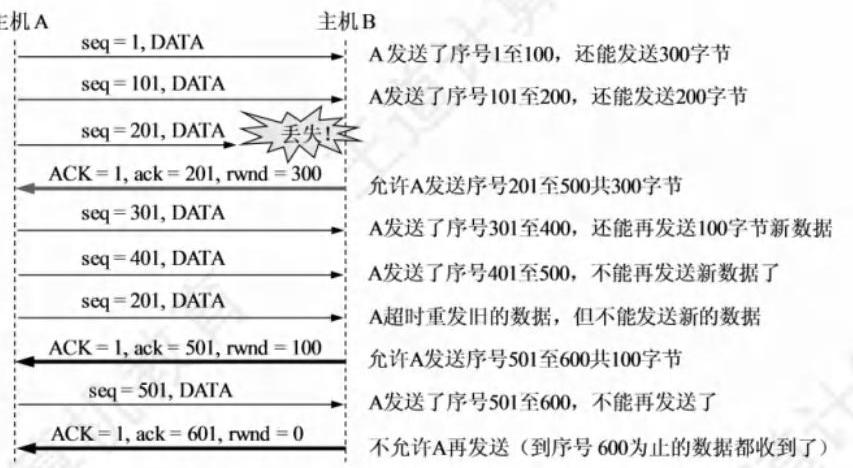 主机A 主机B
seq = 1, DATA A发送了序号1至100，还能发送300字节
seq = 101, DATA A发送了序号101至200，还能发送200字节
seq = 201, DATA 丢失!
ACK = 1, ack = 201, rwnd = 300 允许A发送序号201至500共300字节
seq = 301, DATA A发送了序号301至400，还能再发送100字节新数据
seq = 401, DATA A发送了序号401至500，不能再发送新数据了
seq = 201, DATA A超时重发旧的数据，但不能发送新的数据
ACK = 1, ack = 501, rwnd = 100 允许A发送序号501至600共100字节
seq = 501, DATA A发送了序号501至600，不能再发送了
ACK = 1, ack = 601, rwnd = 0 不允许A再发送（到序号600为止的数据都收到了）